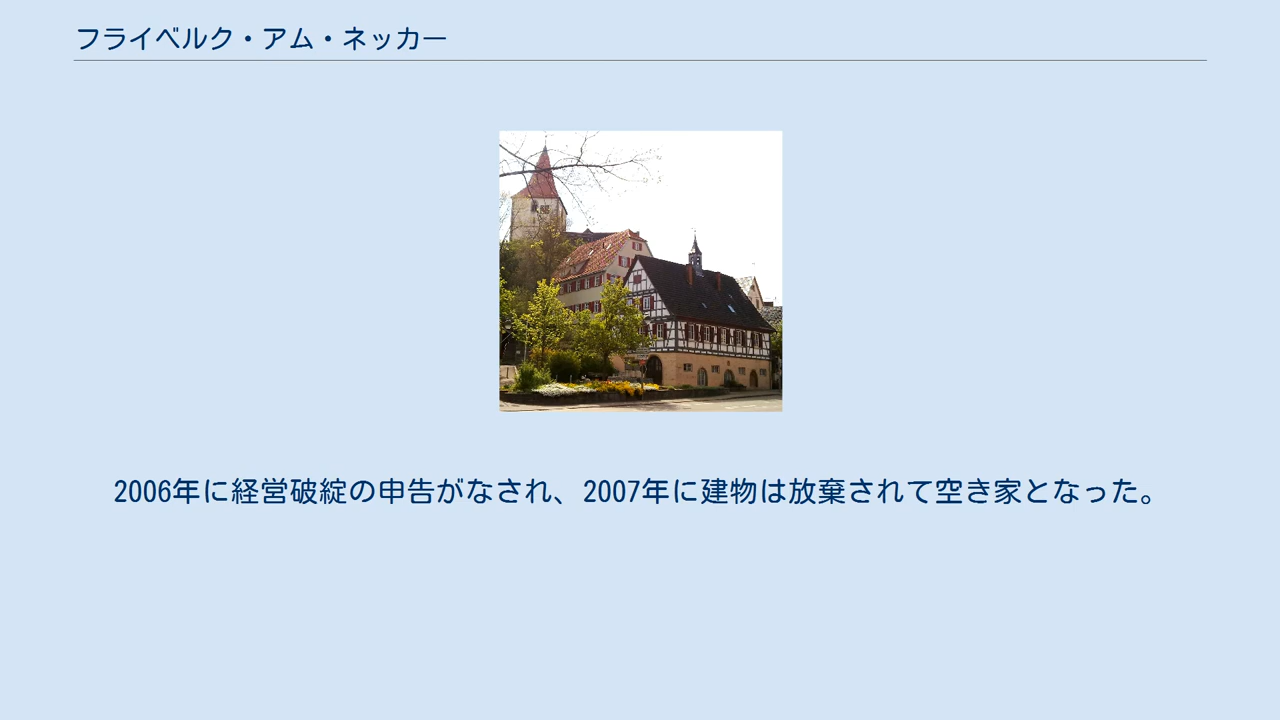 フライベルク・アム・ネッカー
2006年に経営破綻の申告がなされ、2007年に建物は放棄されて空き家となった。